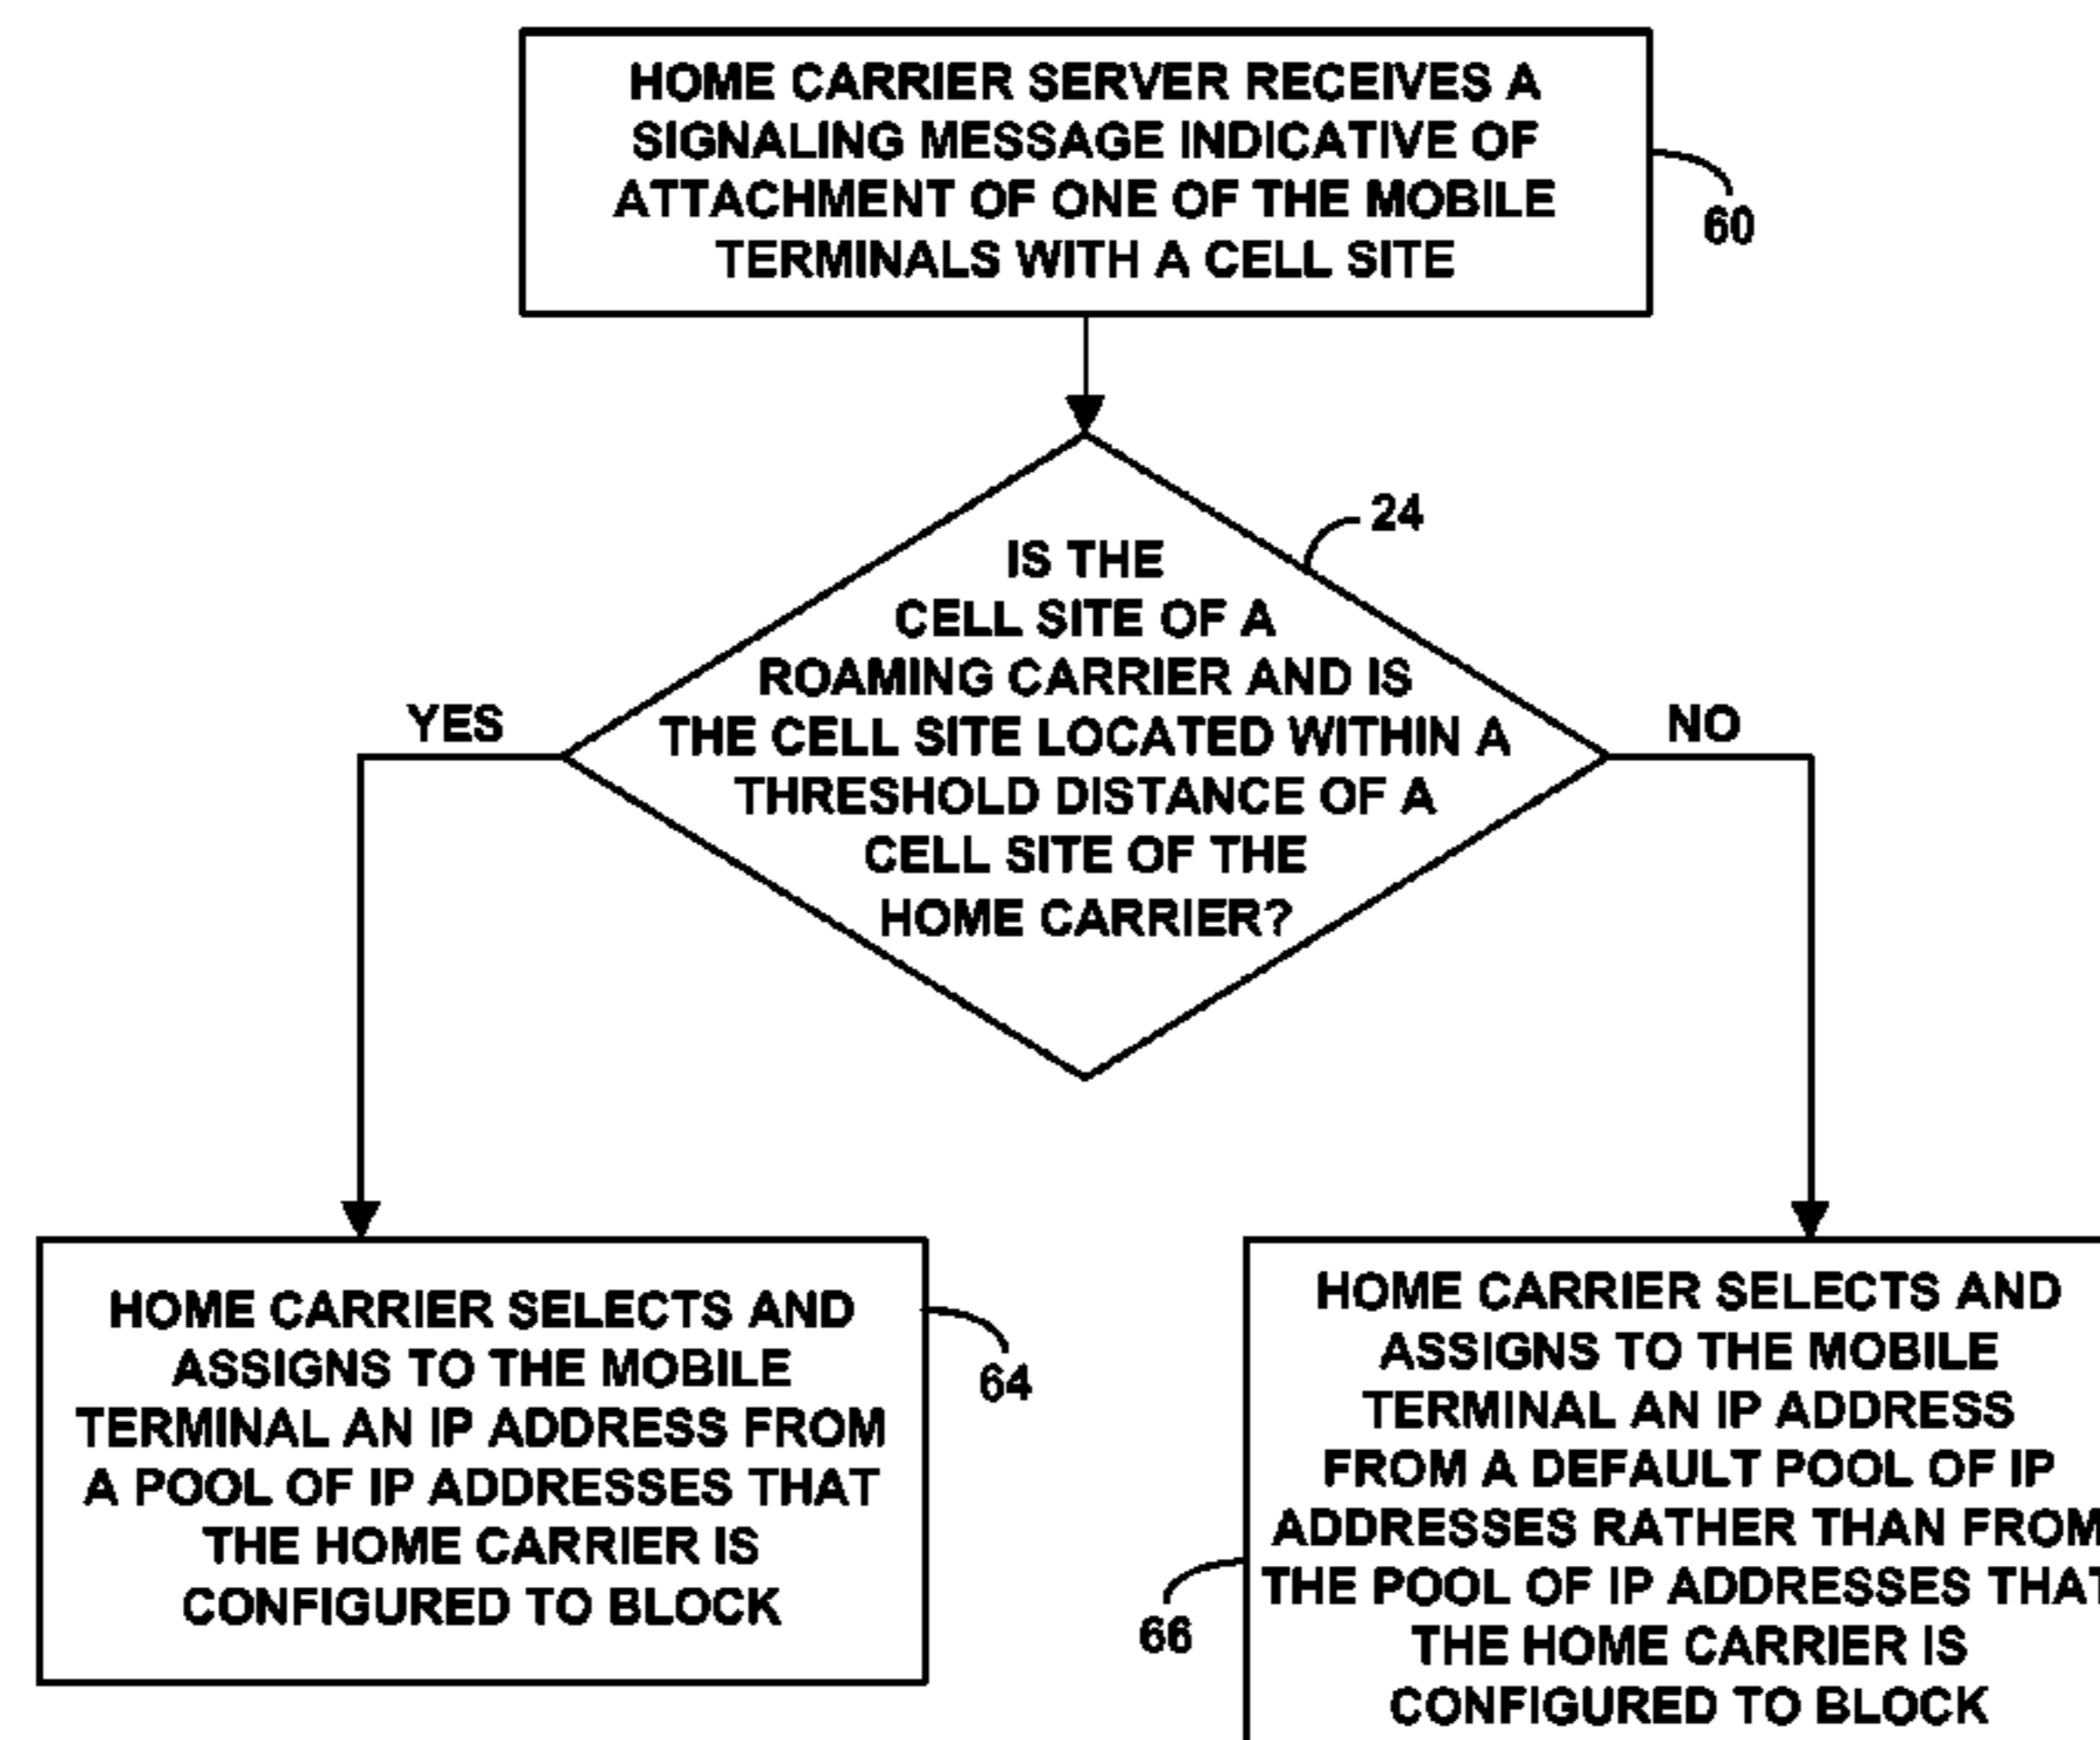 HOME CARRIER SERVER RECEIVES A
SIGNALING MESSAGE INDICATIVE OF
ATTACHMENT OF ONE OF THE MOBILE
TERMINALS WITH A CELL SITE
60
24
IS THE
CELL SITE OF A
ROAMING CARRIER AND IS
THE CELL SITE LOCATED WITHIN A
THRESHOLD DISTANCE OF A
CELL SITE OF THE
HOME CARRIER?
YES
NO
HOME CARRIER SELECTS AND
ASSIGNS TO THE MOBILE
TERMINAL AN IP ADDRESS FROM
A POOL OF IP ADDRESSES THAT
THE HOME CARRIER IS
CONFIGURED TO BLOCK
64
HOME CARRIER SELECTS AND
ASSIGNS TO THE MOBILE
TERMINAL AN IP ADDRESS
FROM A DEFAULT POOL OF IP
ADDRESSES RATHER THAN FROM
THE POOL OF IP ADDRESSES THAT
THE HOME CARRIER IS
CONFIGURED TO BLOCK
66